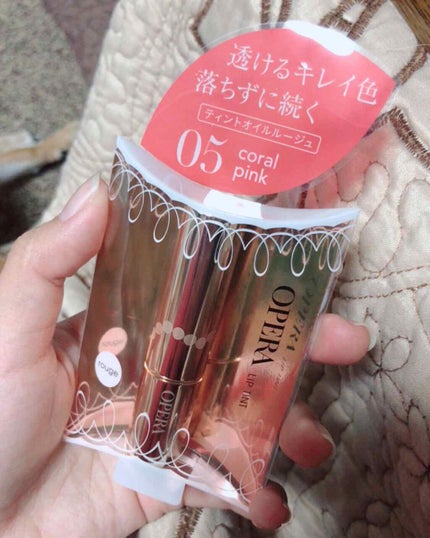 透けるキレイ色
落ちずに続く
ティントオイルルージュ
05 coral
pink
OPERA
LIP TINT
rouge
OPERA